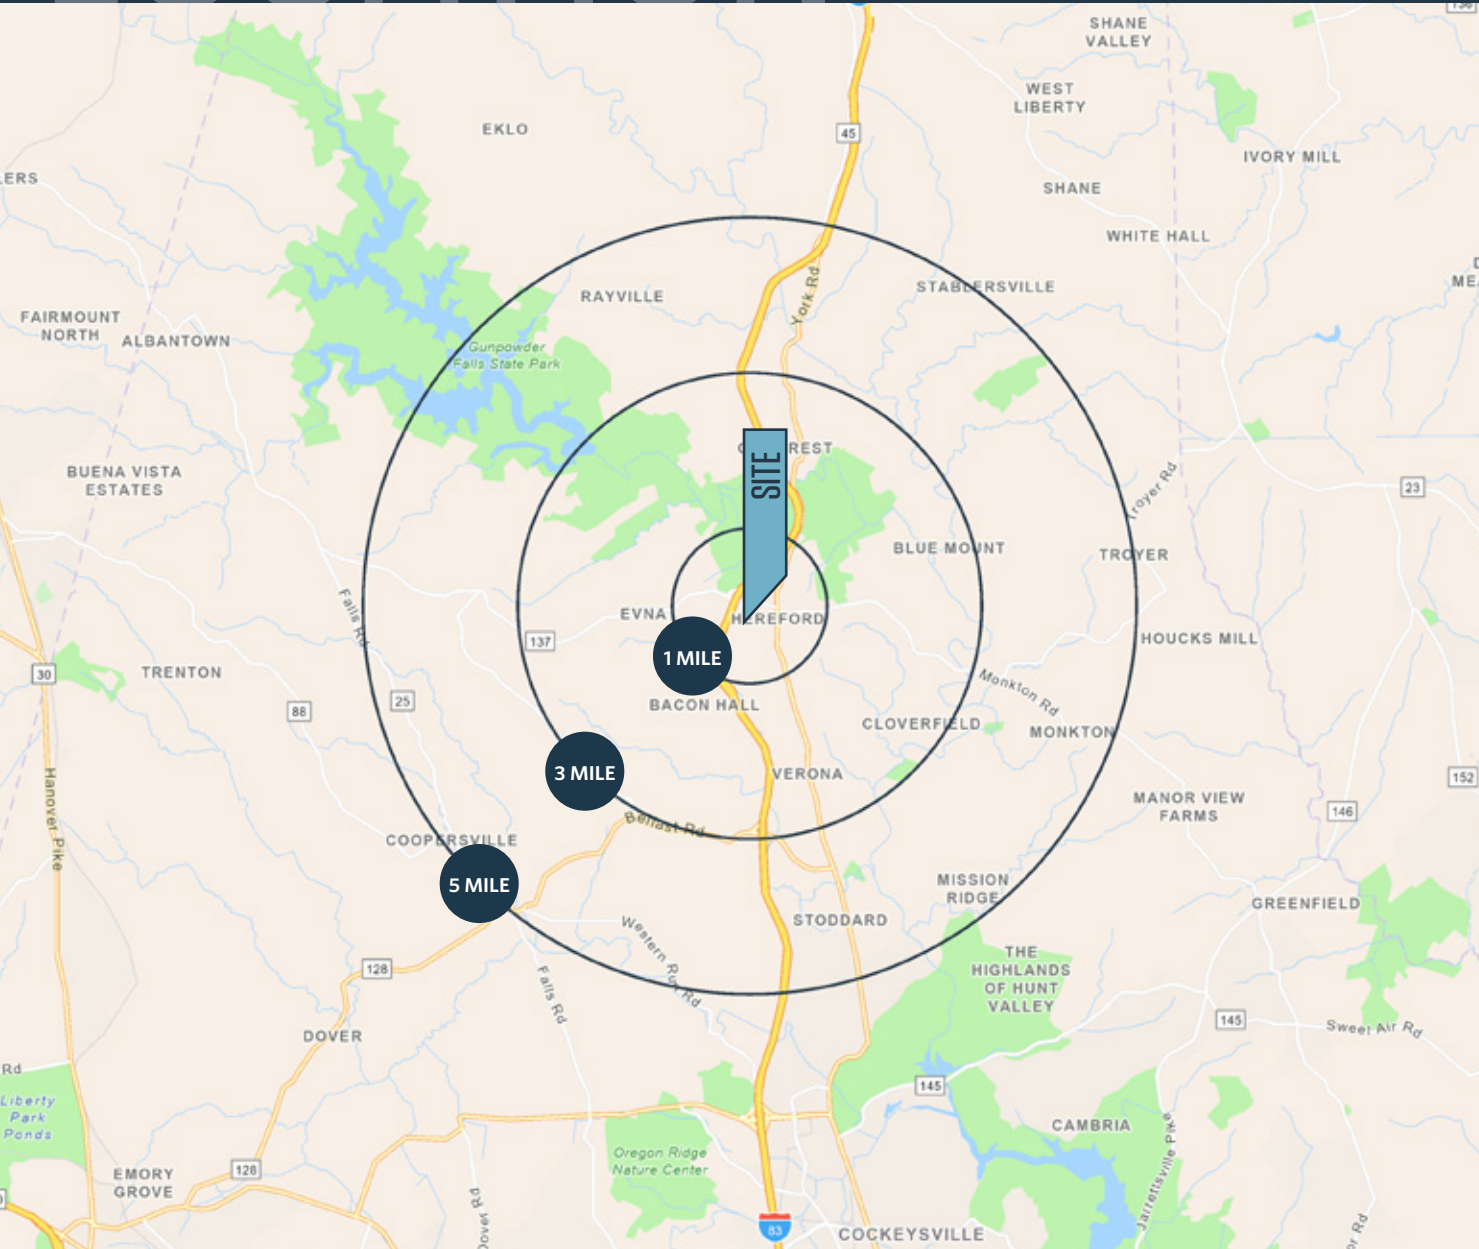 SHANE
VALLEY
WEST
LIBERTY
EKLO
45
IVORY MILL
SHANE
WHITE HALL
STABLERSVILLE
RAYVILLE
York Rd
FAIRMOUNT
NORTH
ALBANTOWN
Gunpowder
Falls State Park
SITE
BUENA VISTA
ESTATES
23
Troyer Rd
BLUE MOUNT
TROYER
Falls Rd
EVNA
HEREFORD
137
HOUCKS MILL
1 MILE
30
TRENTON
Monkton Rd
88
25
BACON HALL
CLOVERFIELD
MONKTON
3 MILE
VERONA
152
Hanover Pike
MANOR VIEW
FARMS
146
Belfast Rd
COOPERSVILLE
5 MILE
MISSION
RIDGE
GREENFIELD
STODDARD
Western Run Rd
THE
HIGHLANDS
OF HUNT
VALLEY
128
Falls Rd
145
Sweet Air Rd
DOVER
Rd
Liberty
Park
Ponds
145
CAMBRIA
Oregon Ridge
Nature Center
Jarrettsville Pike
128
EMORY
GROVE
Dover Rd
83
COCKEYSVILLE